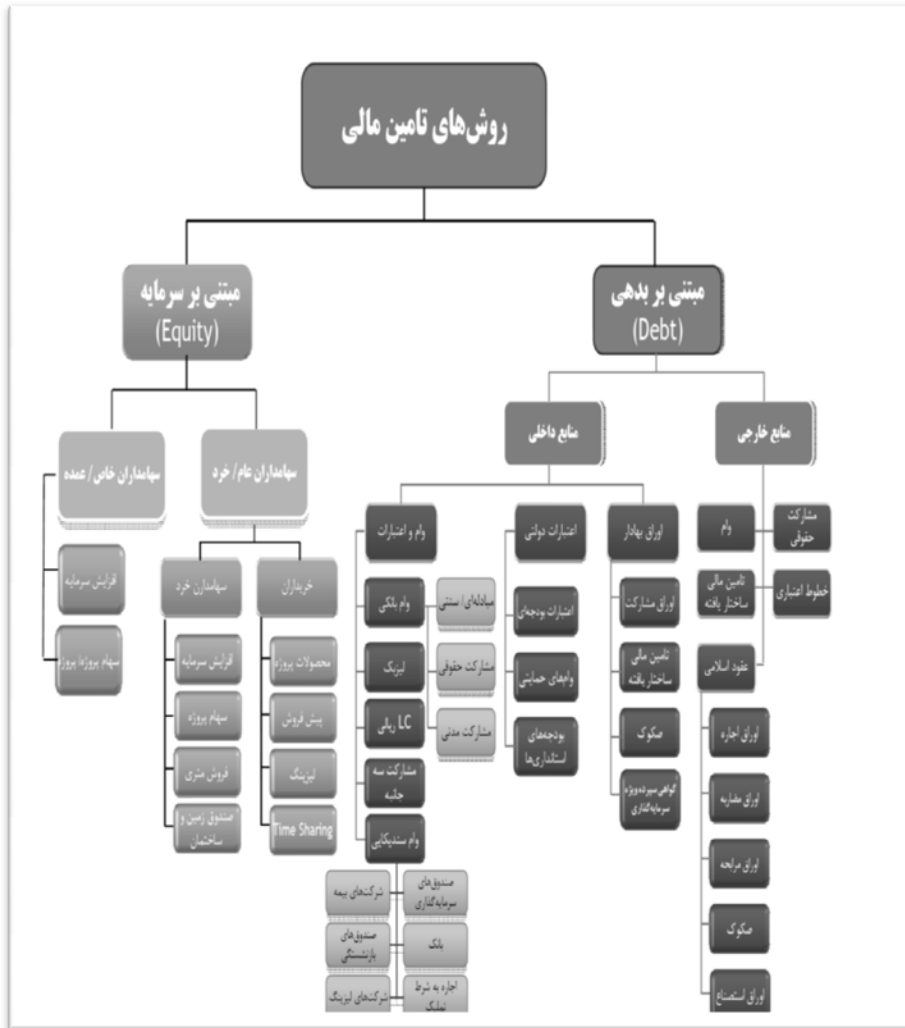 روش‌های تامین مالی
مبتنی بر بدهی
(Debt)
مبتنی بر سرمایه
(Equity)
منابع خارجی
منابع داخلی
سهامداران عام/ خرد
سهامداران خاص/ عمده
مشارکت
حقوقی
وام
خطوط اعتباری
تامین مالی
ساختار یافته
عقود اسلامی
اوراق اجاره
اوراق مضاربه
اوراق مرابحه
صکوک
اوراق استصناع
اوراق بهادار
اوراق مشارکت
تامین مالی
ساختار یافته
صکوک
گواهی سپرده ویژه
سرمایه‌گذاری
اعتبارات دولتی
اعتبارات بودجه‌ای
وام‌های حمایتی
بودجه‌های
استانداری‌ها
وام و اعتبارات
وام بانکی
مبادله‌ای/ سنتی
مشارکت حقوقی
مشارکت مدنی
لیزیک
LC ریالی
مشارکت سه
جانبه
وام سندیکایی
صندوق‌های
سرمایه‌گذاری
شرکت‌های بیمه
بانک
صندوق‌های
بازنشستگی
اجاره به شرط
تملیک
شرکت‌های لیزینگ
خریداران
محصولات پروژه
پیش فروش
لیزینگ
Time Sharing
سهامدارن خرد
افزایش سرمایه
سهام پروژه
فروش متری
صندوق زمین و
ساختمان
افزایش سرمایه
سهام پروژه/ پروژه